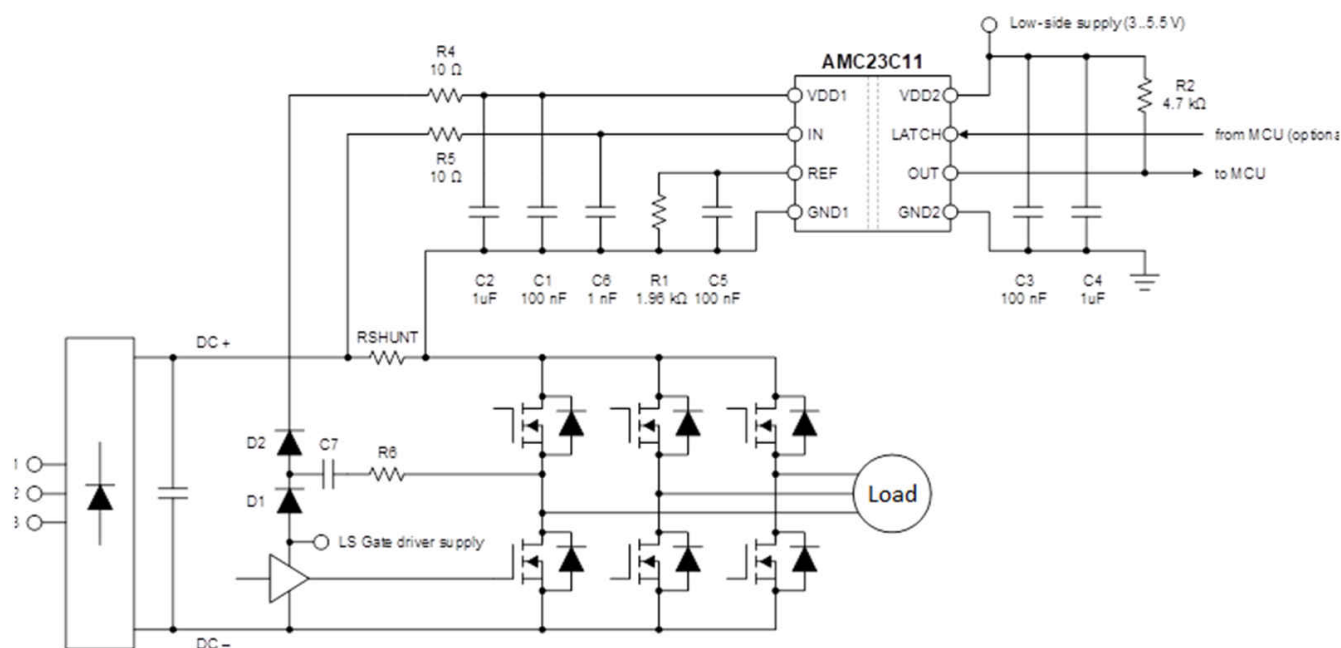 Low-side supply (3..5.5 V)
R4
10 Ω
AMC23C11
VDD1
VDD2
R2
4.7 kΩ
IN
LATCH
from MCU (optiona
R5
10 Ω
REF
OUT
to MCU
GND1
GND2
C2
1uF
C1
100 nF
C6
1 nF
R1
1.96 kΩ
C5
100 nF
C3
100 nF
C4
1uF
RSHUNT
DC +
D2
C7
R6
1
2
3
D1
Load
LS Gate driver supply
DC –